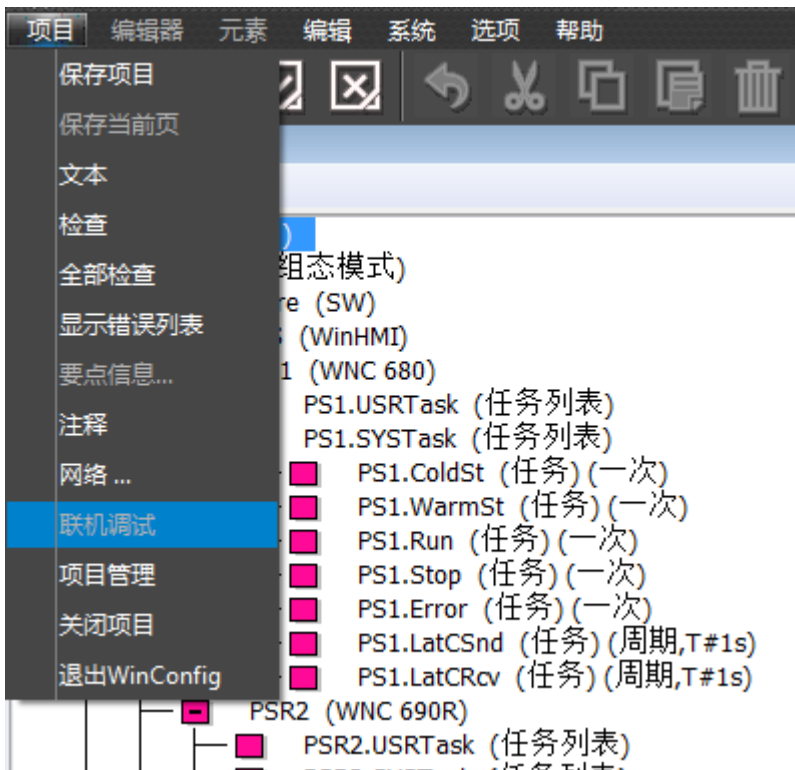 项目 编辑器 元素 编辑 系统 选项 帮助
保存项目
保存当前页
文本
检查
全部检查
显示错误列表
要点信息...
注释
网络 ...
联机调试
项目管理
关闭项目
退出WinConfig
)
组态模式)
re (SW)
(WinHMI)
1 (WNC 680)
PS1.USRTask (任务列表)
PS1.SYSTask (任务列表)
PS1.ColdSt (任务) (一次)
PS1.WarmSt (任务) (一次)
PS1.Run (任务) (一次)
PS1.Stop (任务) (一次)
PS1.Error (任务) (一次)
PS1.LatCSnd (任务) (周期,T#1s)
PS1.LatCRcv (任务) (周期,T#1s)
PSR2 (WNC 690R)
PSR2.USRTask (任务列表)